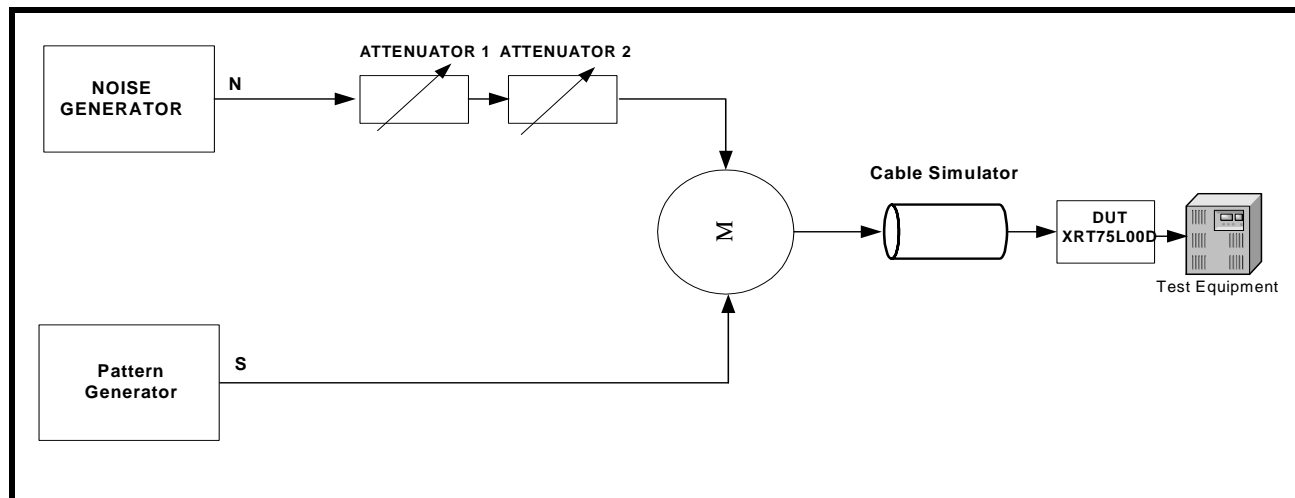 ATTENUATOR 1 ATTENUATOR 2
NOISE
GENERATOR
N
Cable Simulator
M
DUT
XRT75L00D
Test Equipment
Pattern
Generator
S